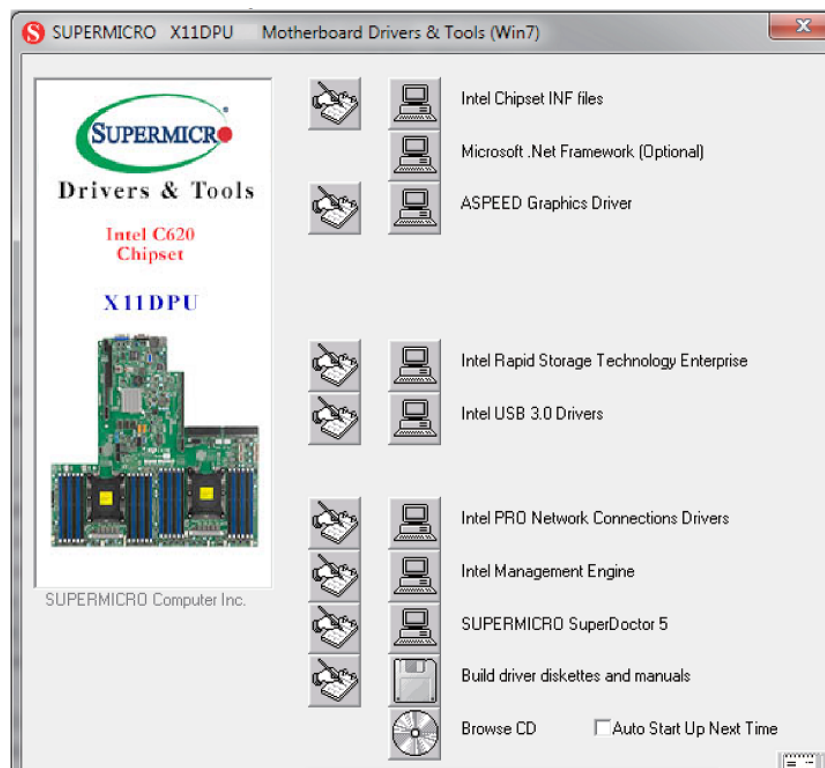 SUPERMICRO X11DPU Motherboard Drivers & Tools (Win7)
SUPERMICR
Drivers & Tools
Intel C620
Chipset
X11DPU
SUPERMICRO Computer Inc.
Intel Chipset INF files
Microsoft .Net Framework (Optional)
ASPEED Graphics Driver
Intel Rapid Storage Technology Enterprise
Intel USB 3.0 Drivers
Intel PRO Network Connections Drivers
Intel Management Engine
SUPERMICRO SuperDoctor 5
Build driver diskettes and manuals
Browse CD Auto Start Up Next Time